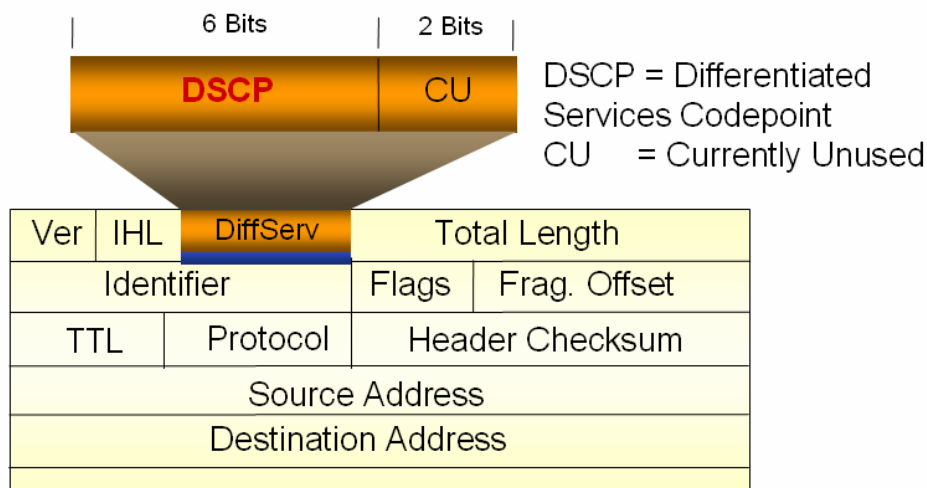 6 Bits 2 Bits
DSCP CU
DSCP = Differentiated
Services Codepoint
CU = Currently Unused
Ver IHL DiffServ Total Length
Identifier Flags Frag. Offset
TTL Protocol Header Checksum
Source Address
Destination Address